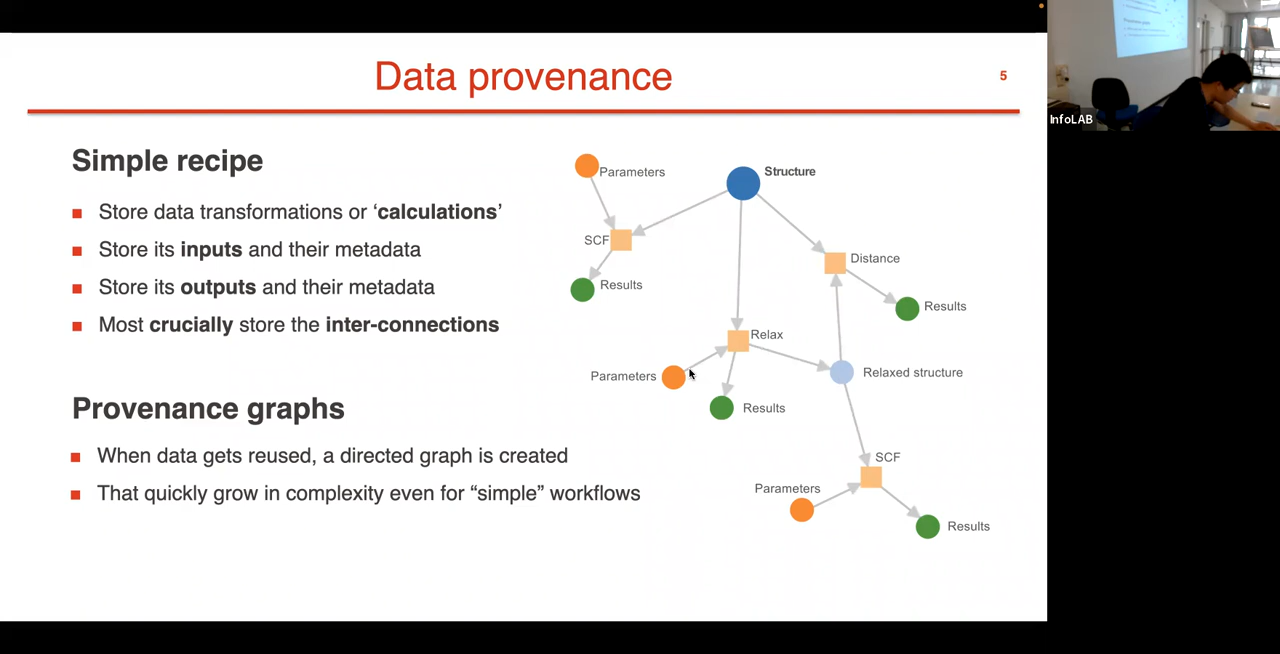 Data provenance
5
Simple recipe
Store data transformations or ‘calculations’
Store its inputs and their metadata
Store its outputs and their metadata
Most crucially store the inter-connections
Provenance graphs
When data gets reused, a directed graph is created
That quickly grow in complexity even for “simple” workflows
Parameters
Structure
SCF
Results
Distance
Results
Relax
Parameters
Relaxed structure
Results
SCF
Parameters
Results
InfoLAB